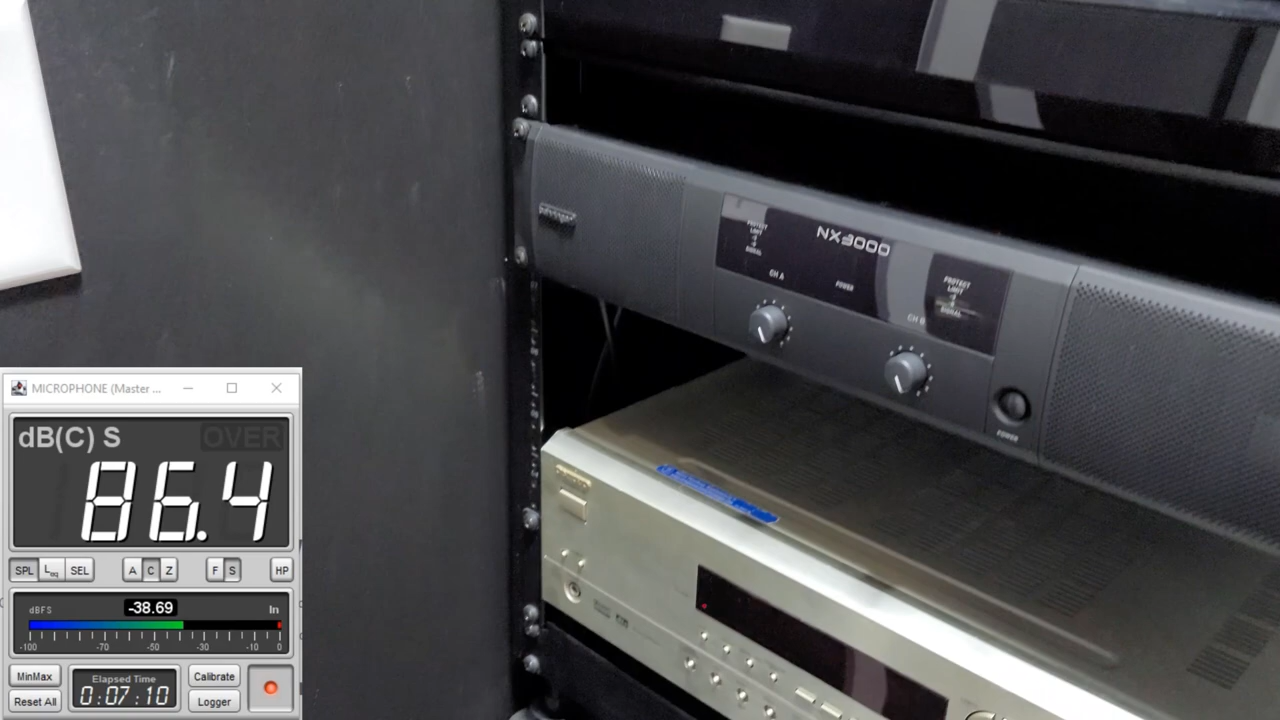 behringer
PROTECT
LIMIT
SIGNAL
CH A
NX3000
POWER
PROTECT
LIMIT
SIGNAL
CH B
POWER
MICROPHONE (Master ...
dB(C) S
OVER
86.4
SPL Leq SEL A C Z F S HP
dBFS -38.69 In
-100 -70 -50 -30 -10 0
MinMax
Elapsed Time
0:07:10
Calibrate
Reset All
Logger